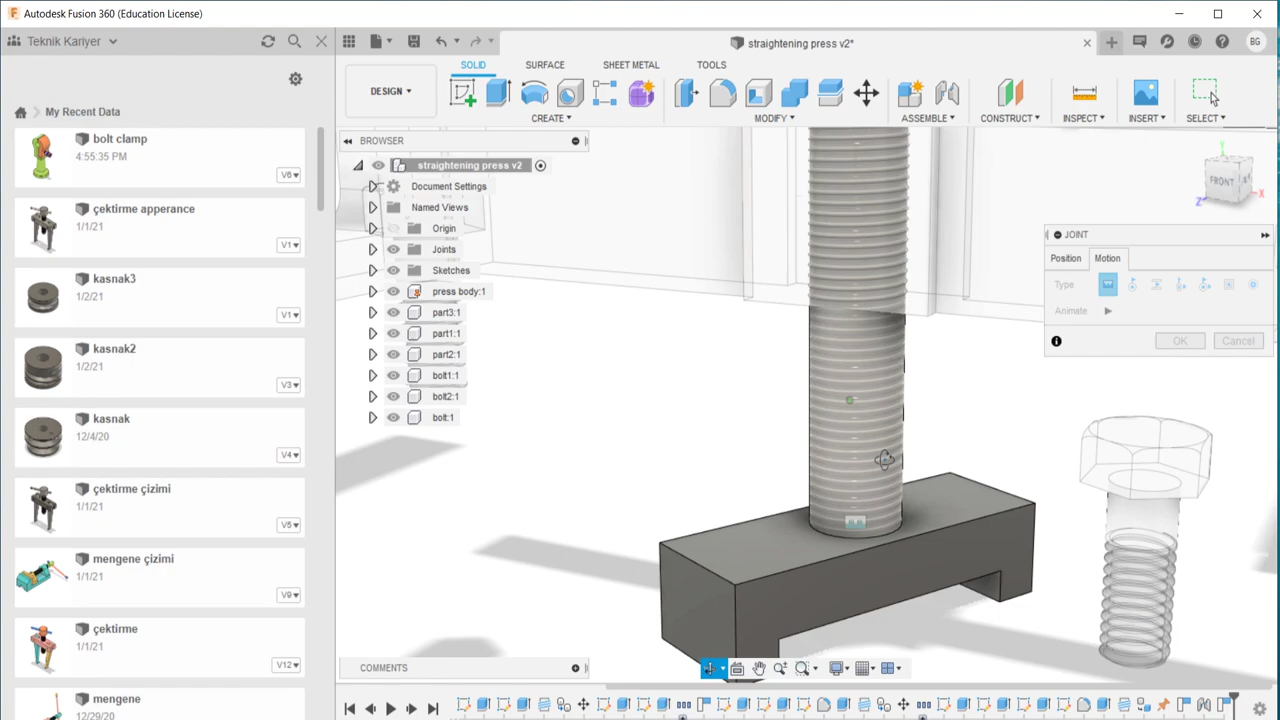 Autodesk Fusion 360 (Education License)
Teknik Kariyer
straightening press v2*
BG
SOLID
SURFACE
SHEET METAL
TOOLS
DESIGN
CREATE
MODIFY
ASSEMBLE
CONSTRUCT
INSPECT
INSERT
SELECT
My Recent Data
bolt clamp
4:55:35 PM
V6
çektirme apperance
1/1/21
V1
kasnak3
1/2/21
V1
kasnak2
1/2/21
V3
kasnak
12/4/20
V4
çektirme çizimi
1/1/21
V5
mengene çizimi
1/1/21
V9
çektirme
1/1/21
V12
mengene
12/29/20
BROWSER
straightening press v2
Document Settings
Named Views
Origin
Joints
Sketches
press body:1
part3:1
part1:1
part2:1
bolt1:1
bolt2:1
bolt:1
Y
FRONT
X
Z
JOINT
Position
Motion
Type
Animate
OK
Cancel
COMMENTS